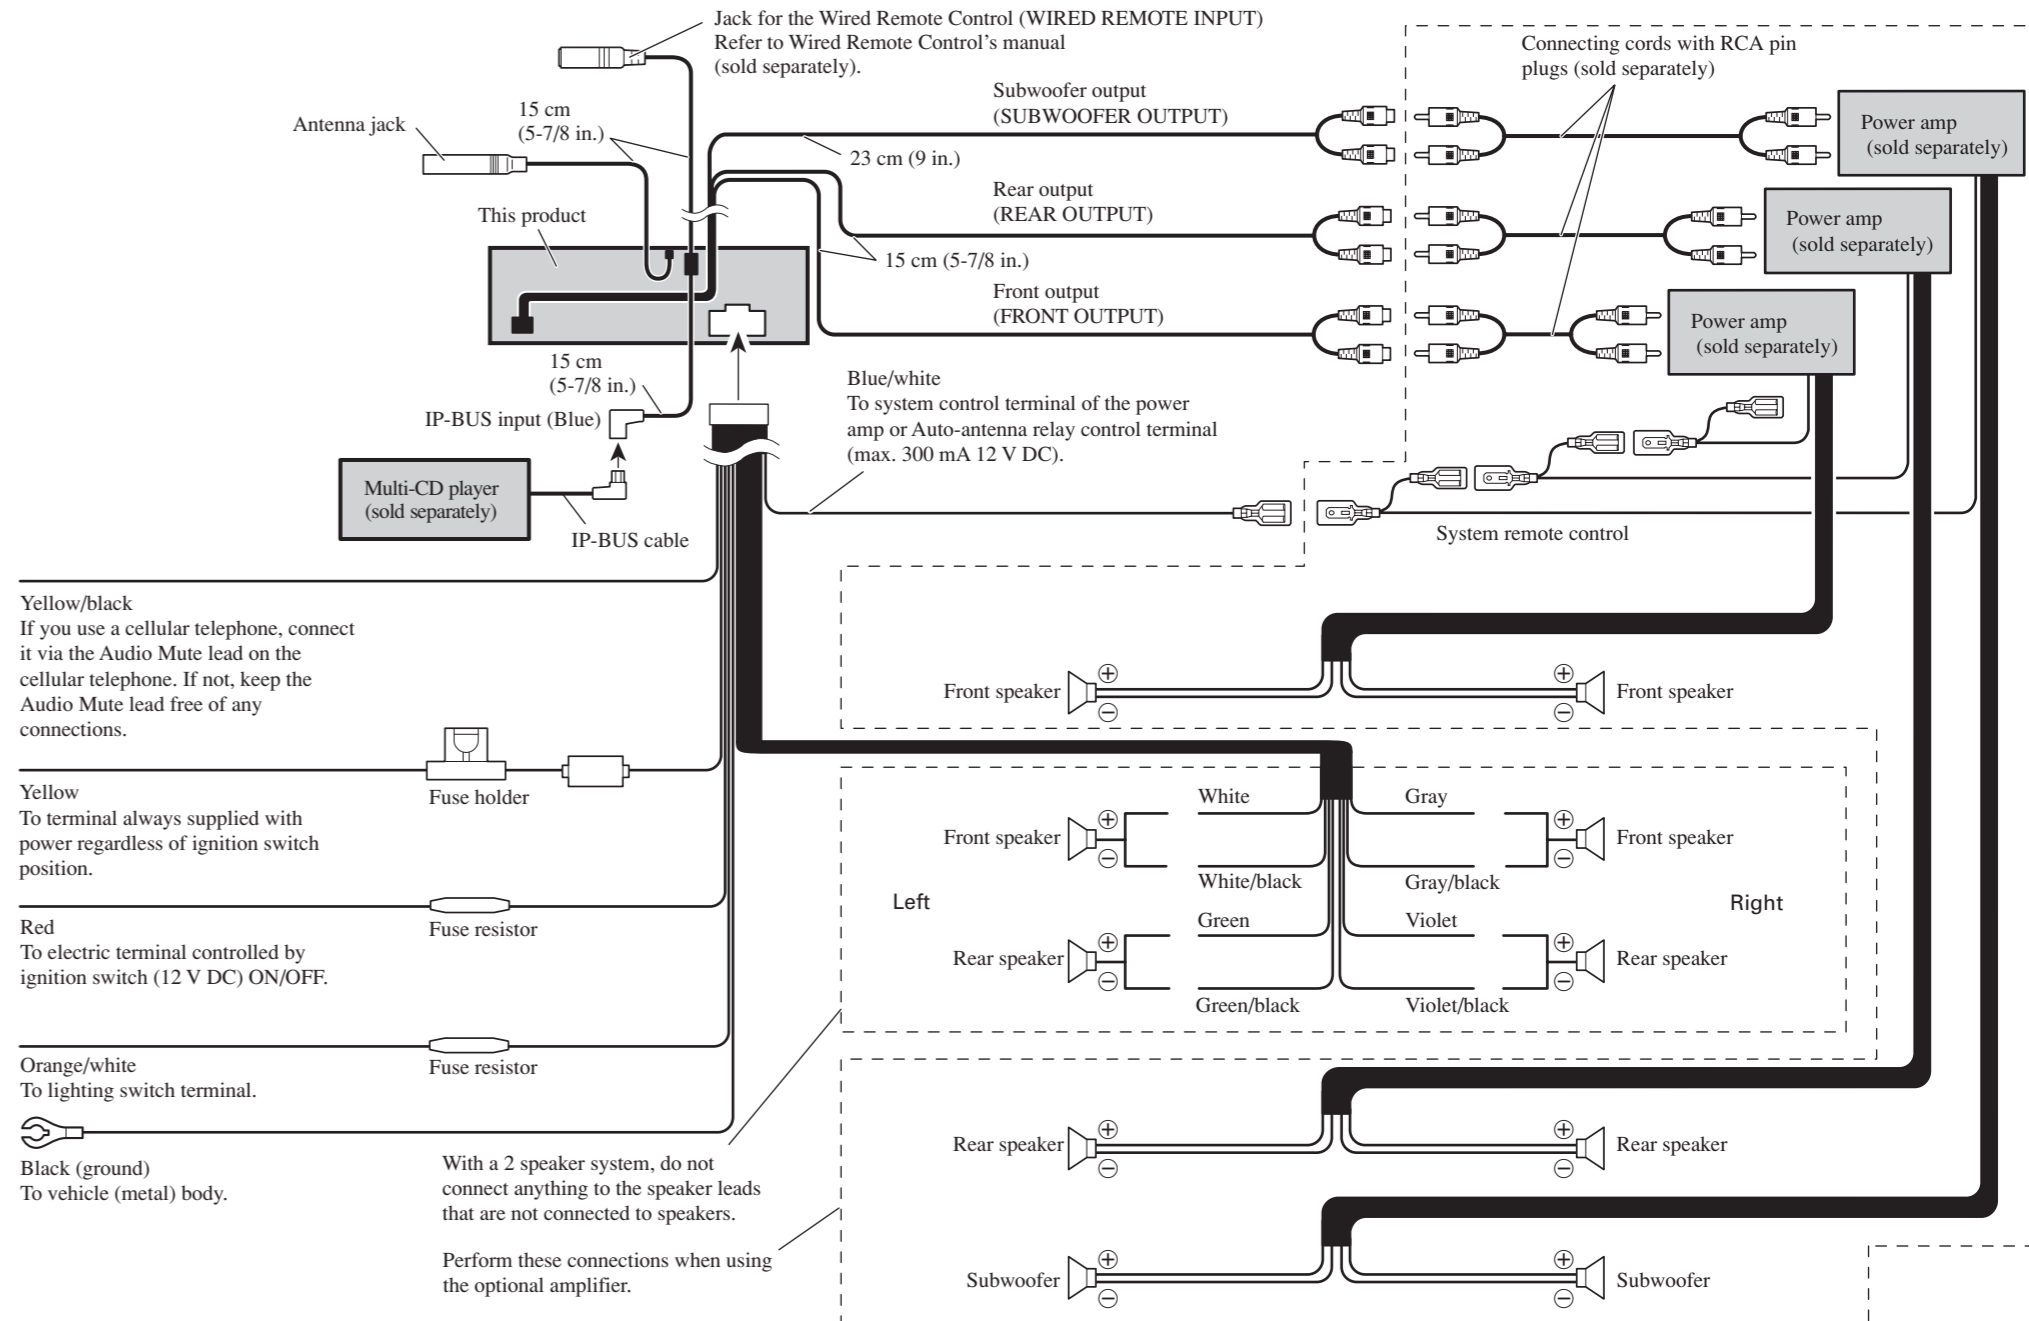 Jack for the Wired Remote Control (WIRED REMOTE INPUT)
Refer to Wired Remote Control's manual
(sold separately).
Connecting cords with RCA pin
plugs (sold separately)
15 cm
(5-7/8 in.)
Antenna jack
Subwoofer output
(SUBWOOFER OUTPUT)
23 cm (9 in.)
Power amp
(sold separately)
This product
Rear output
(REAR OUTPUT)
15 cm (5-7/8 in.)
Power amp
(sold separately)
Front output
(FRONT OUTPUT)
Power amp
(sold separately)
15 cm
(5-7/8 in.)
IP-BUS input (Blue)
Blue/white
To system control terminal of the power
amp or Auto-antenna relay control terminal
(max. 300 mA 12 V DC).
Multi-CD player
(sold separately)
IP-BUS cable
System remote control
Yellow/black
If you use a cellular telephone, connect
it via the Audio Mute lead on the
cellular telephone. If not, keep the
Audio Mute lead free of any
connections.
Front speaker
+
−
+
−
Front speaker
Fuse holder
Yellow
To terminal always supplied with
power regardless of ignition switch
position.
White
Gray
Front speaker
+
−
+
−
Front speaker
White/black
Gray/black
Left
Right
Green
Violet
Rear speaker
+
−
+
−
Rear speaker
Green/black
Violet/black
Fuse resistor
Red
To electric terminal controlled by
ignition switch (12 V DC) ON/OFF.
Fuse resistor
Orange/white
To lighting switch terminal.
Black (ground)
To vehicle (metal) body.
With a 2 speaker system, do not
connect anything to the speaker leads
that are not connected to speakers.
Perform these connections when using
the optional amplifier.
Rear speaker
+
−
+
−
Rear speaker
Subwoofer
+
−
+
−
Subwoofer